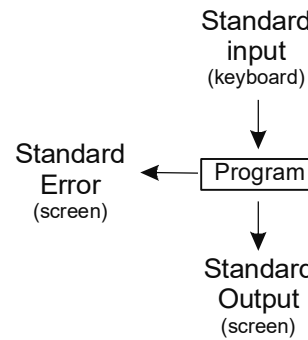 Standard
input
(keyboard)
Standard
Error
(screen)
Program
Standard
Output
(screen)